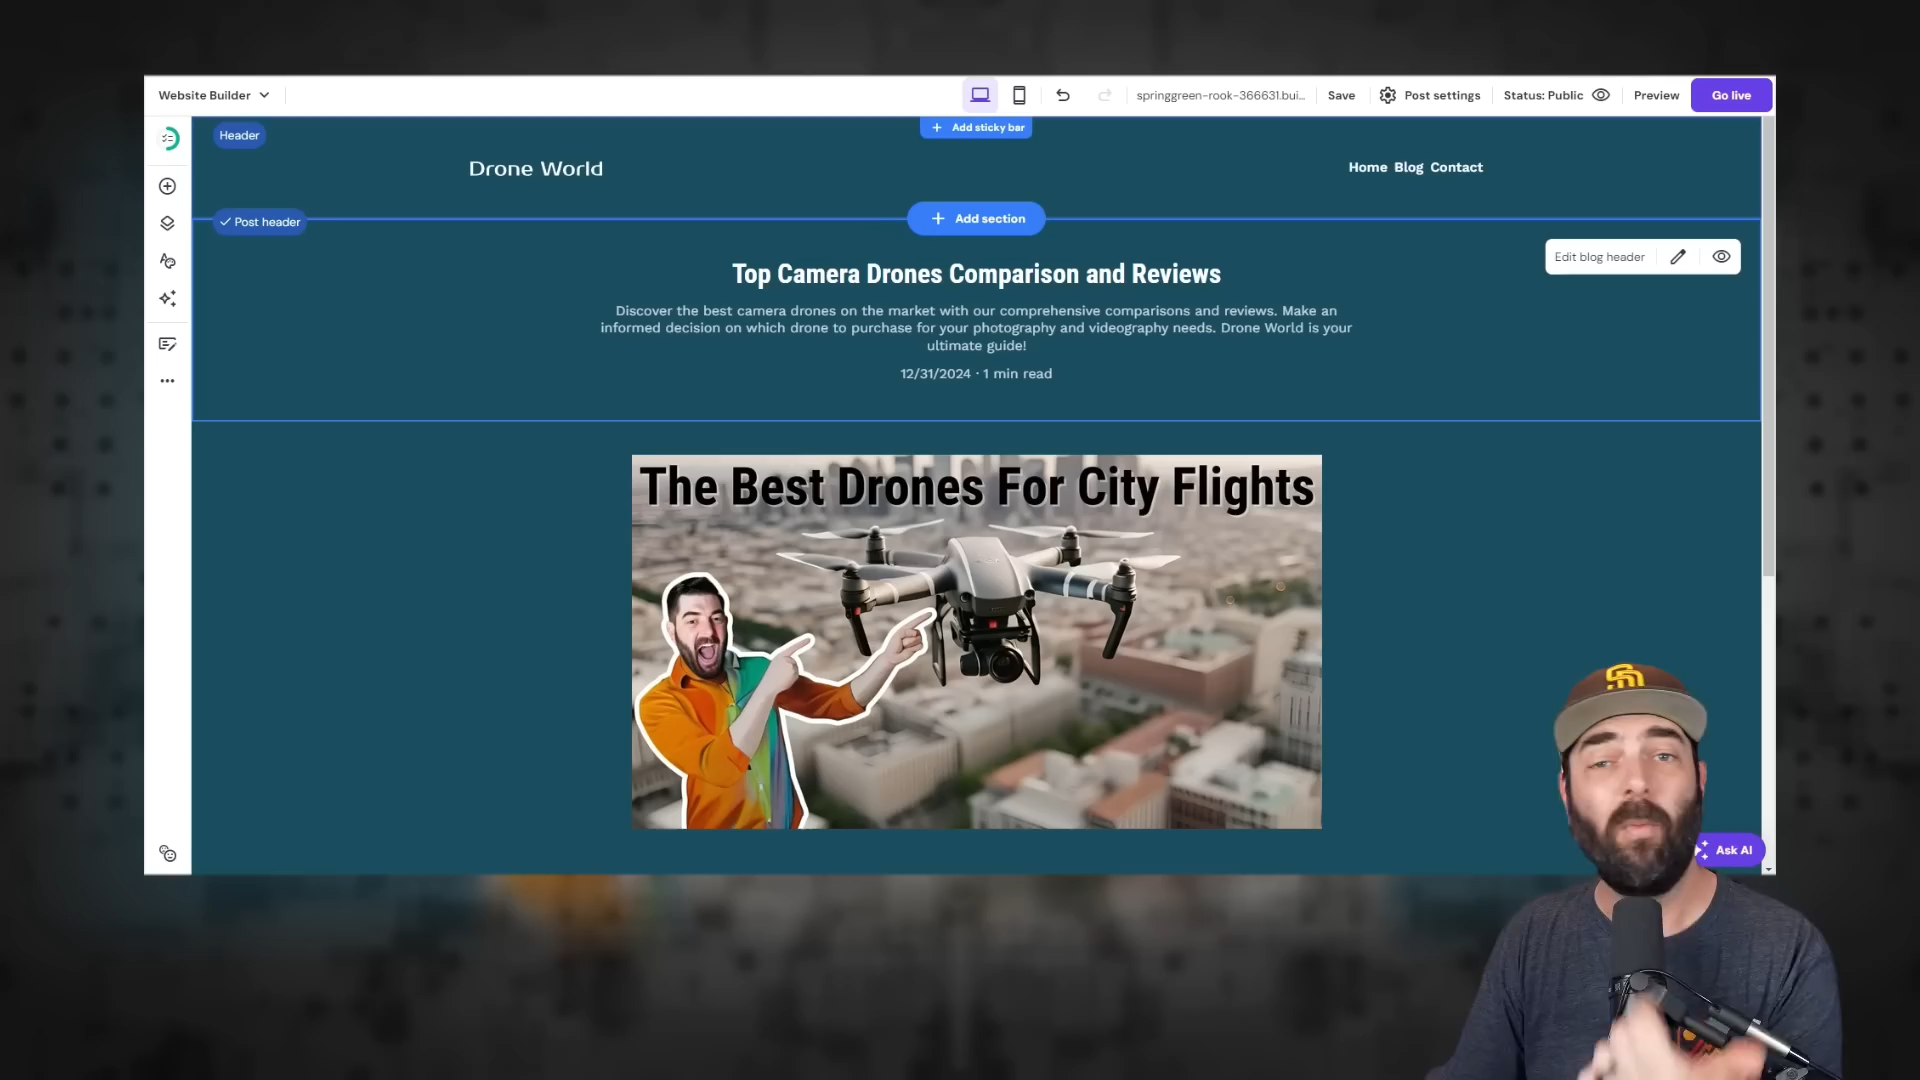 Website Builder
springgreen-rook-366631.bui...
Save
Post settings
Status: Public
Preview
Go live
Header
Add sticky bar
Drone World
Home Blog Contact
Post header
Add section
Edit blog header
Top Camera Drones Comparison and Reviews
Discover the best camera drones on the market with our comprehensive comparisons and reviews. Make an
informed decision on which drone to purchase for your photography and videography needs. Drone World is your
ultimate guide!
12/31/2024 · 1 min read
The Best Drones For City Flights
SD
Ask AI